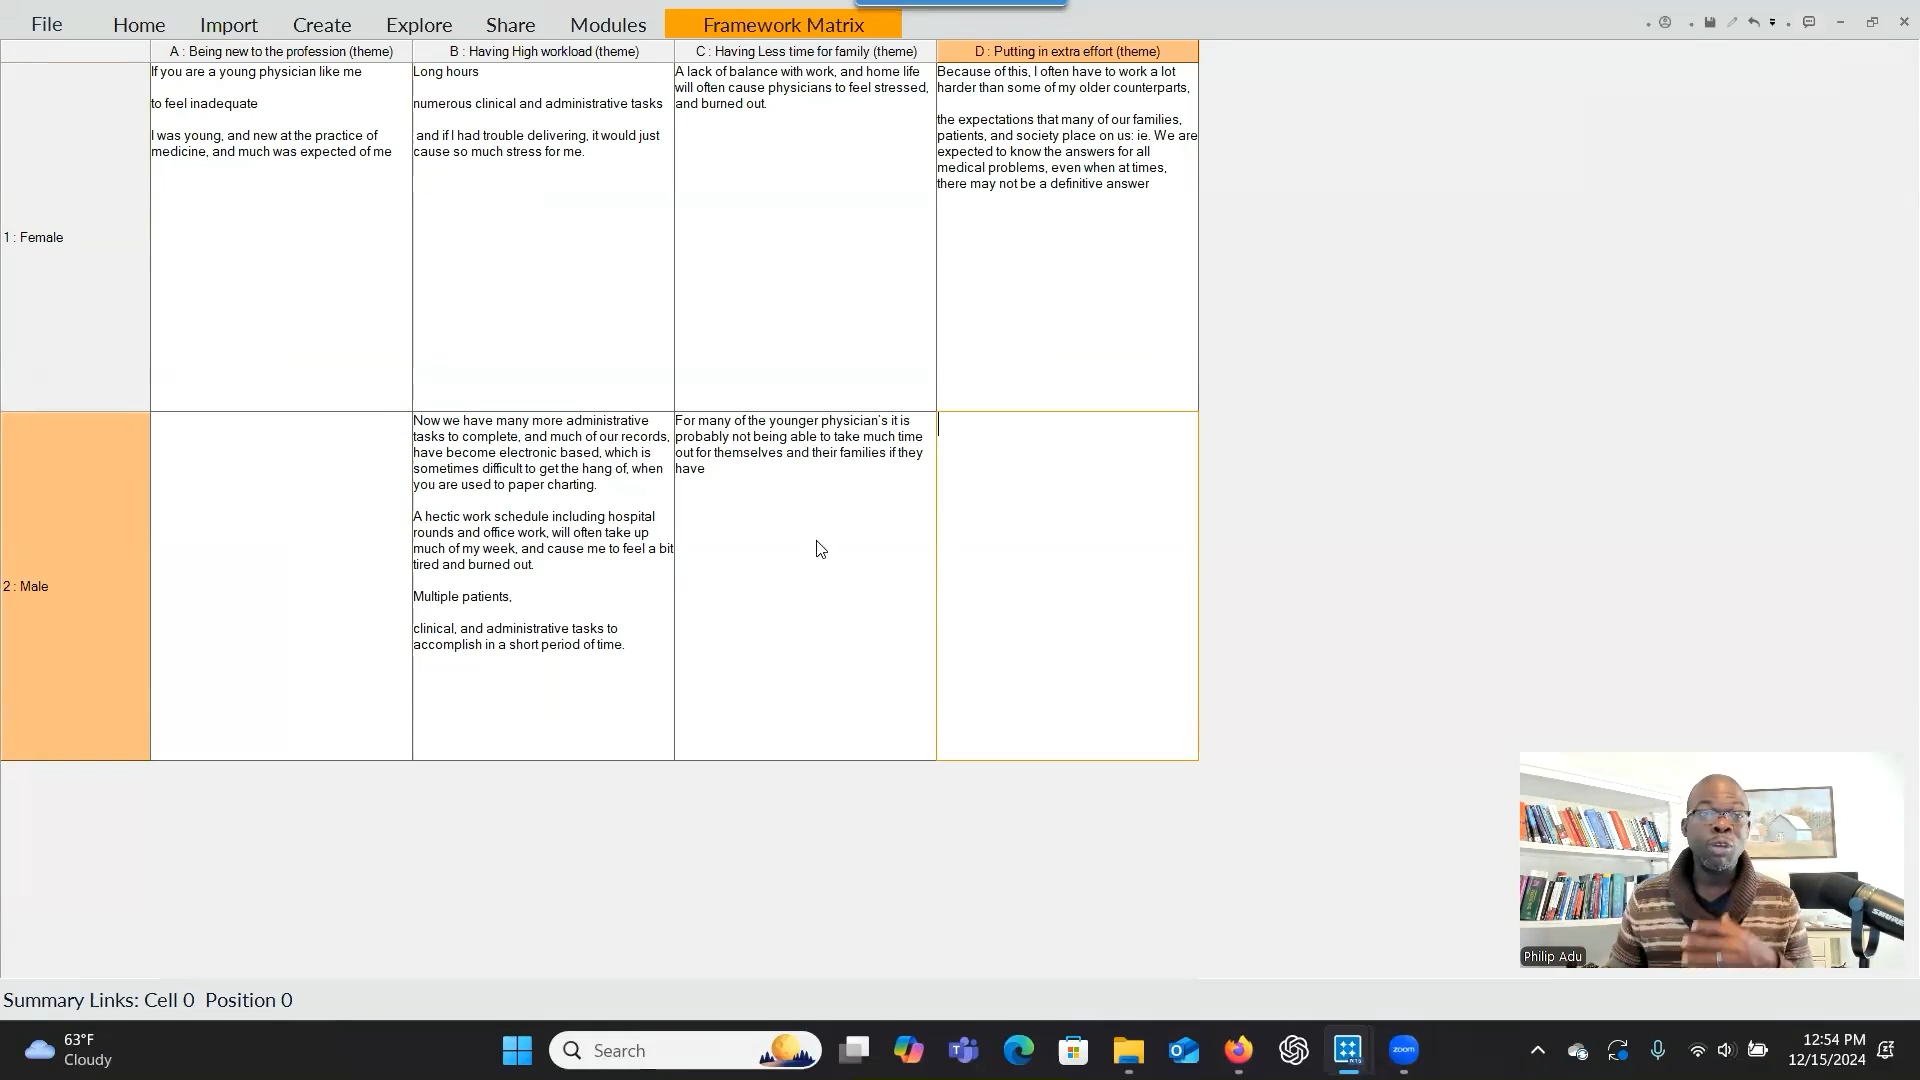 File Home Import Create Explore Share Modules Framework Matrix
A : Being new to the profession (theme) B : Having High workload (theme) C : Having Less time for family (theme) D : Putting in extra effort (theme)
1 : Female
If you are a young physician like me
to feel inadequate
I was young, and new at the practice of
medicine, and much was expected of me
Long hours
numerous clinical and administrative tasks
and if I had trouble delivering, it would just
cause so much stress for me.
A lack of balance with work, and home life
will often cause physicians to feel stressed,
and burned out.
Because of this, I often have to work a lot
harder than some of my older counterparts,
the expectations that many of our families,
patients, and society place on us: ie. We are
expected to know the answers for all
medical problems, even when at times,
there may not be a definitive answer
2 : Male
Now we have many more administrative
tasks to complete, and much of our records,
have become electronic based, which is
sometimes difficult to get the hang of, when
you are used to paper charting.
A hectic work schedule including hospital
rounds and office work, will often take up
much of my week, and cause me to feel a bit
tired and burned out.
Multiple patients,
clinical, and administrative tasks to
accomplish in a short period of time.
For many of the younger physician's it is
probably not being able to take much time
out for themselves and their families if they
have
Philip Adu
SHURE
Summary Links: Cell 0 Position 0
63°F
Cloudy
Search
zoom
12:54 PM
12/15/2024